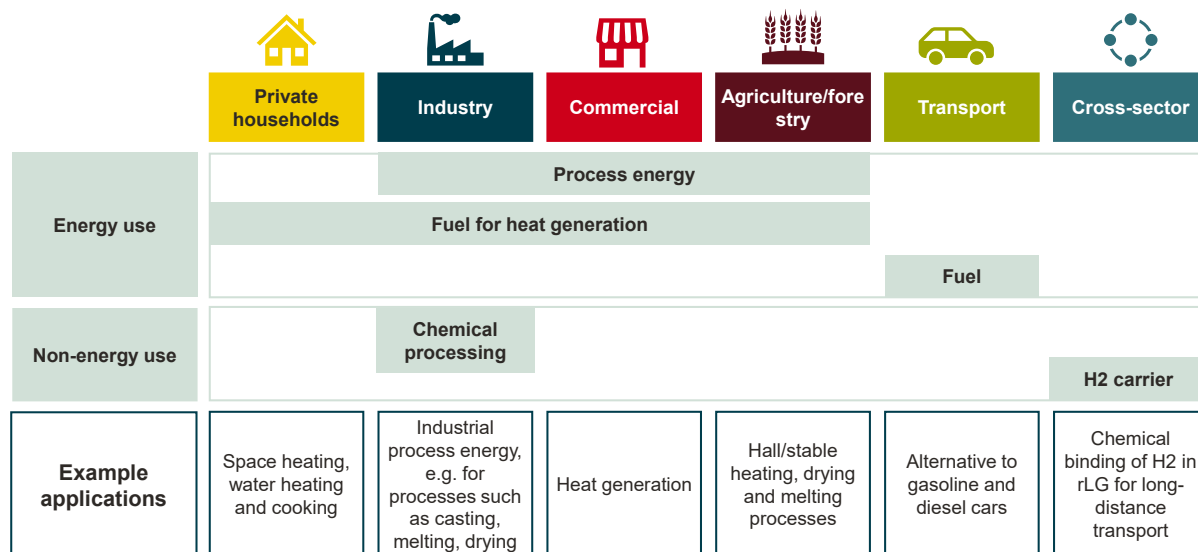 Private
households
Industry
Commercial
Agriculture/fore
stry
Transport
Cross-sector
Energy use
Process energy
Fuel for heat generation
Fuel
Non-energy use
Chemical
processing
H2 carrier
Example
applications
Space heating,
water heating
and cooking
Industrial
process energy,
e.g. for
processes such
as casting,
melting, drying
Heat generation
Hall/stable
heating, drying
and melting
processes
Alternative to
gasoline and
diesel cars
Chemical
binding of H2 in
rLG for long-
distance
transport